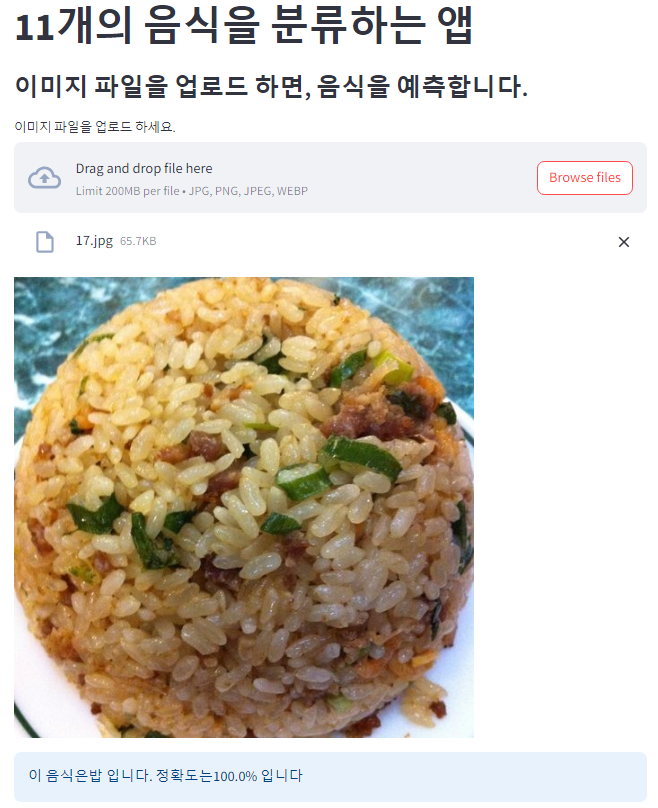 11개의 음식을 분류하는 앱
이미지 파일을 업로드 하면, 음식을 예측합니다.
이미지 파일을 업로드 하세요.
Drag and drop file here
Limit 200MB per file • JPG, PNG, JPEG, WEBP
Browse files
17.jpg 65.7KB
이 음식은밥 입니다. 정확도는100.0% 입니다